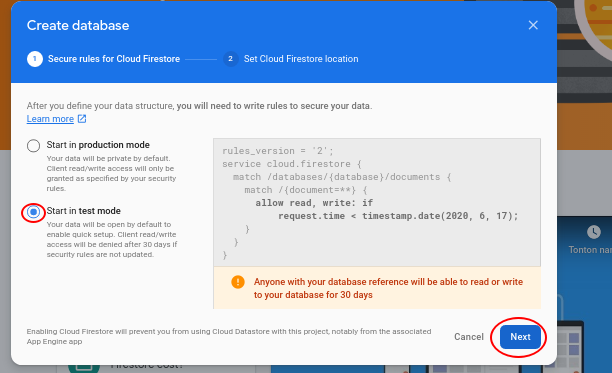 Create database
1 Secure rules for Cloud Firestore 2 Set Cloud Firestore location
After you define your data structure, you will need to write rules to secure your data.
Learn more
Start in production mode
Your data will be private by default.
Client read/write access will only be
granted as specified by your security
rules.
Start in test mode
Your data will be open by default to
enable quick setup. Client read/write
access will be denied after 30 days if
security rules are not updated.
rules_version = '2';
service cloud.firestore {
match /databases/{database}/documents {
match /{document=**} {
allow read, write: if
request.time < timestamp.date(2020, 6, 17);
}
}
}
Anyone with your database reference will be able to read or write
to your database for 30 days
Enabling Cloud Firestore will prevent you from using Cloud Datastore with this project, notably from the associated
App Engine app
Cancel Next
Tonton
Firestore cost?